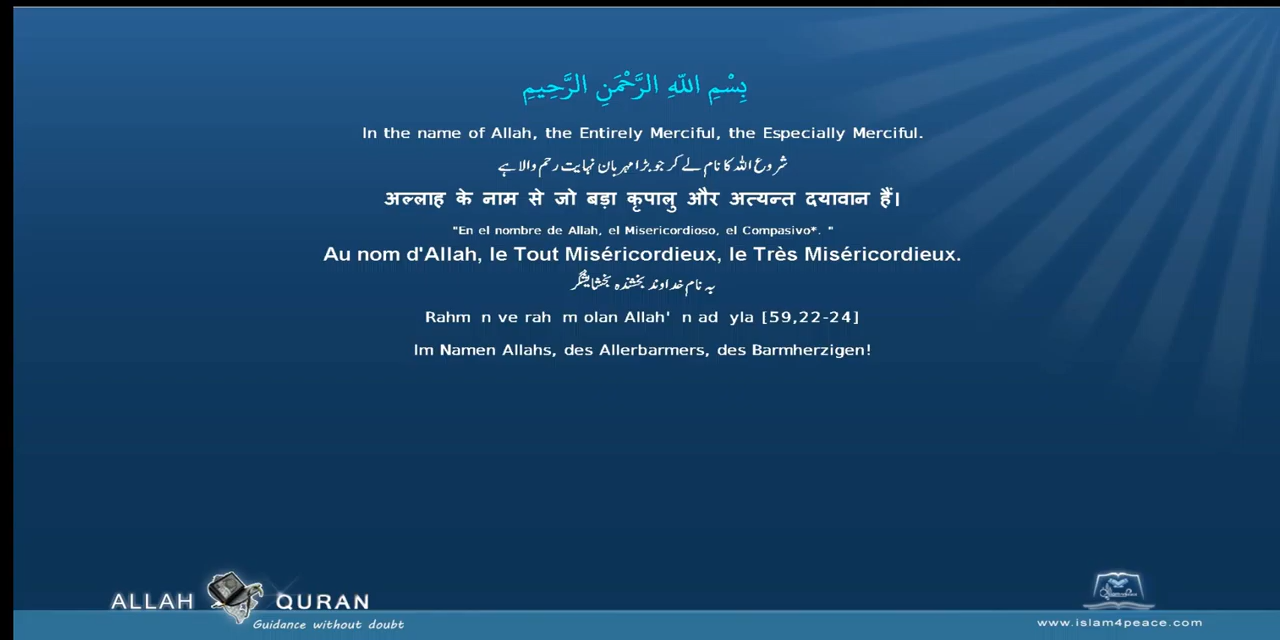 بِسْمِ اللَّهِ الرَّحْمَنِ الرَّحِيمِ
In the name of Allah, the Entirely Merciful, the Especially Merciful.
شروع الله کا نام لے کر جو بڑا مہربان نہایت رحم والا ہے
अल्लाह के नाम से जो बड़ा कृपालु और अत्यन्त दयावान हैं।
"En el nombre de Allah, el Misericordioso, el Compasivo*. "
Au nom d'Allah, le Tout Miséricordieux, le Très Miséricordieux.
به نام خداوند بخشنده بخشایشگر
Rahm n ve rah m olan Allah' n ad yla [59,22-24]
Im Namen Allahs, des Allerbarmers, des Barmherzigen!
ALLAH QURAN
Guidance without doubt
www.islam4peace.com